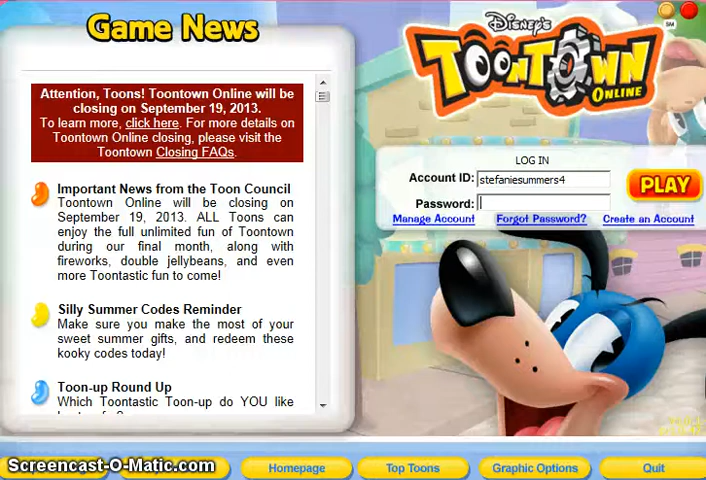 Game News
Attention, Toons! Toontown Online will be
closing on September 19, 2013.
To learn more, click here. For more details on
Toontown Online closing, please visit the
Toontown Closing FAQs.
Important News from the Toon Council
Toontown Online will be closing on
September 19, 2013. ALL Toons can
enjoy the full unlimited fun of Toontown
during our final month, along with
fireworks, double jellybeans, and even
more Toontastic fun to come!
Silly Summer Codes Reminder
Make sure you make the most of your
sweet summer gifts, and redeem these
kooky codes today!
Toon-up Round Up
Which Toontastic Toon-up do YOU like
Disney's
TOONTOWN
ONLINE
SM
LOG IN
Account ID: stefaniesummers4
Password:
PLAY
Manage Account Forgot Password? Create an Account
Screencast-O-Matic.com
Homepage
Top Toons
Graphic Options
Quit